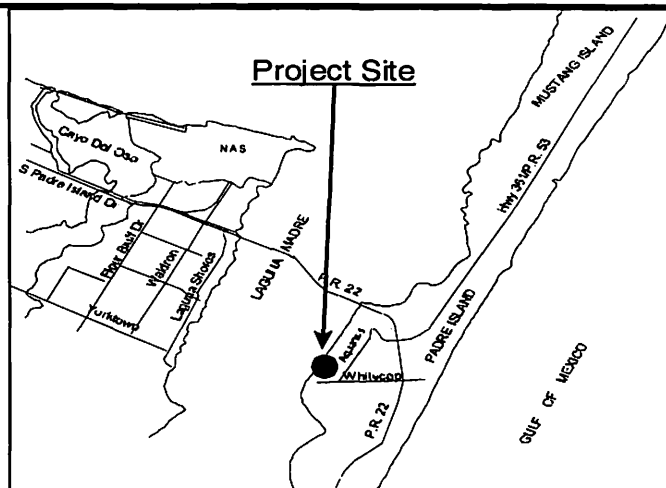 Project Site
MUSTANG ISLAND
Cayo Del Oso
NAS
Hwy 361/P.R. 53
S Padre Island Dr
Flour Bluff Dr
Waldron
Laguna Shores
LAGUNA MADRE
P.R. 22
Yorktown
Whitecap
PADRE ISLAND
P.R. 22
GULF OF MEXICO